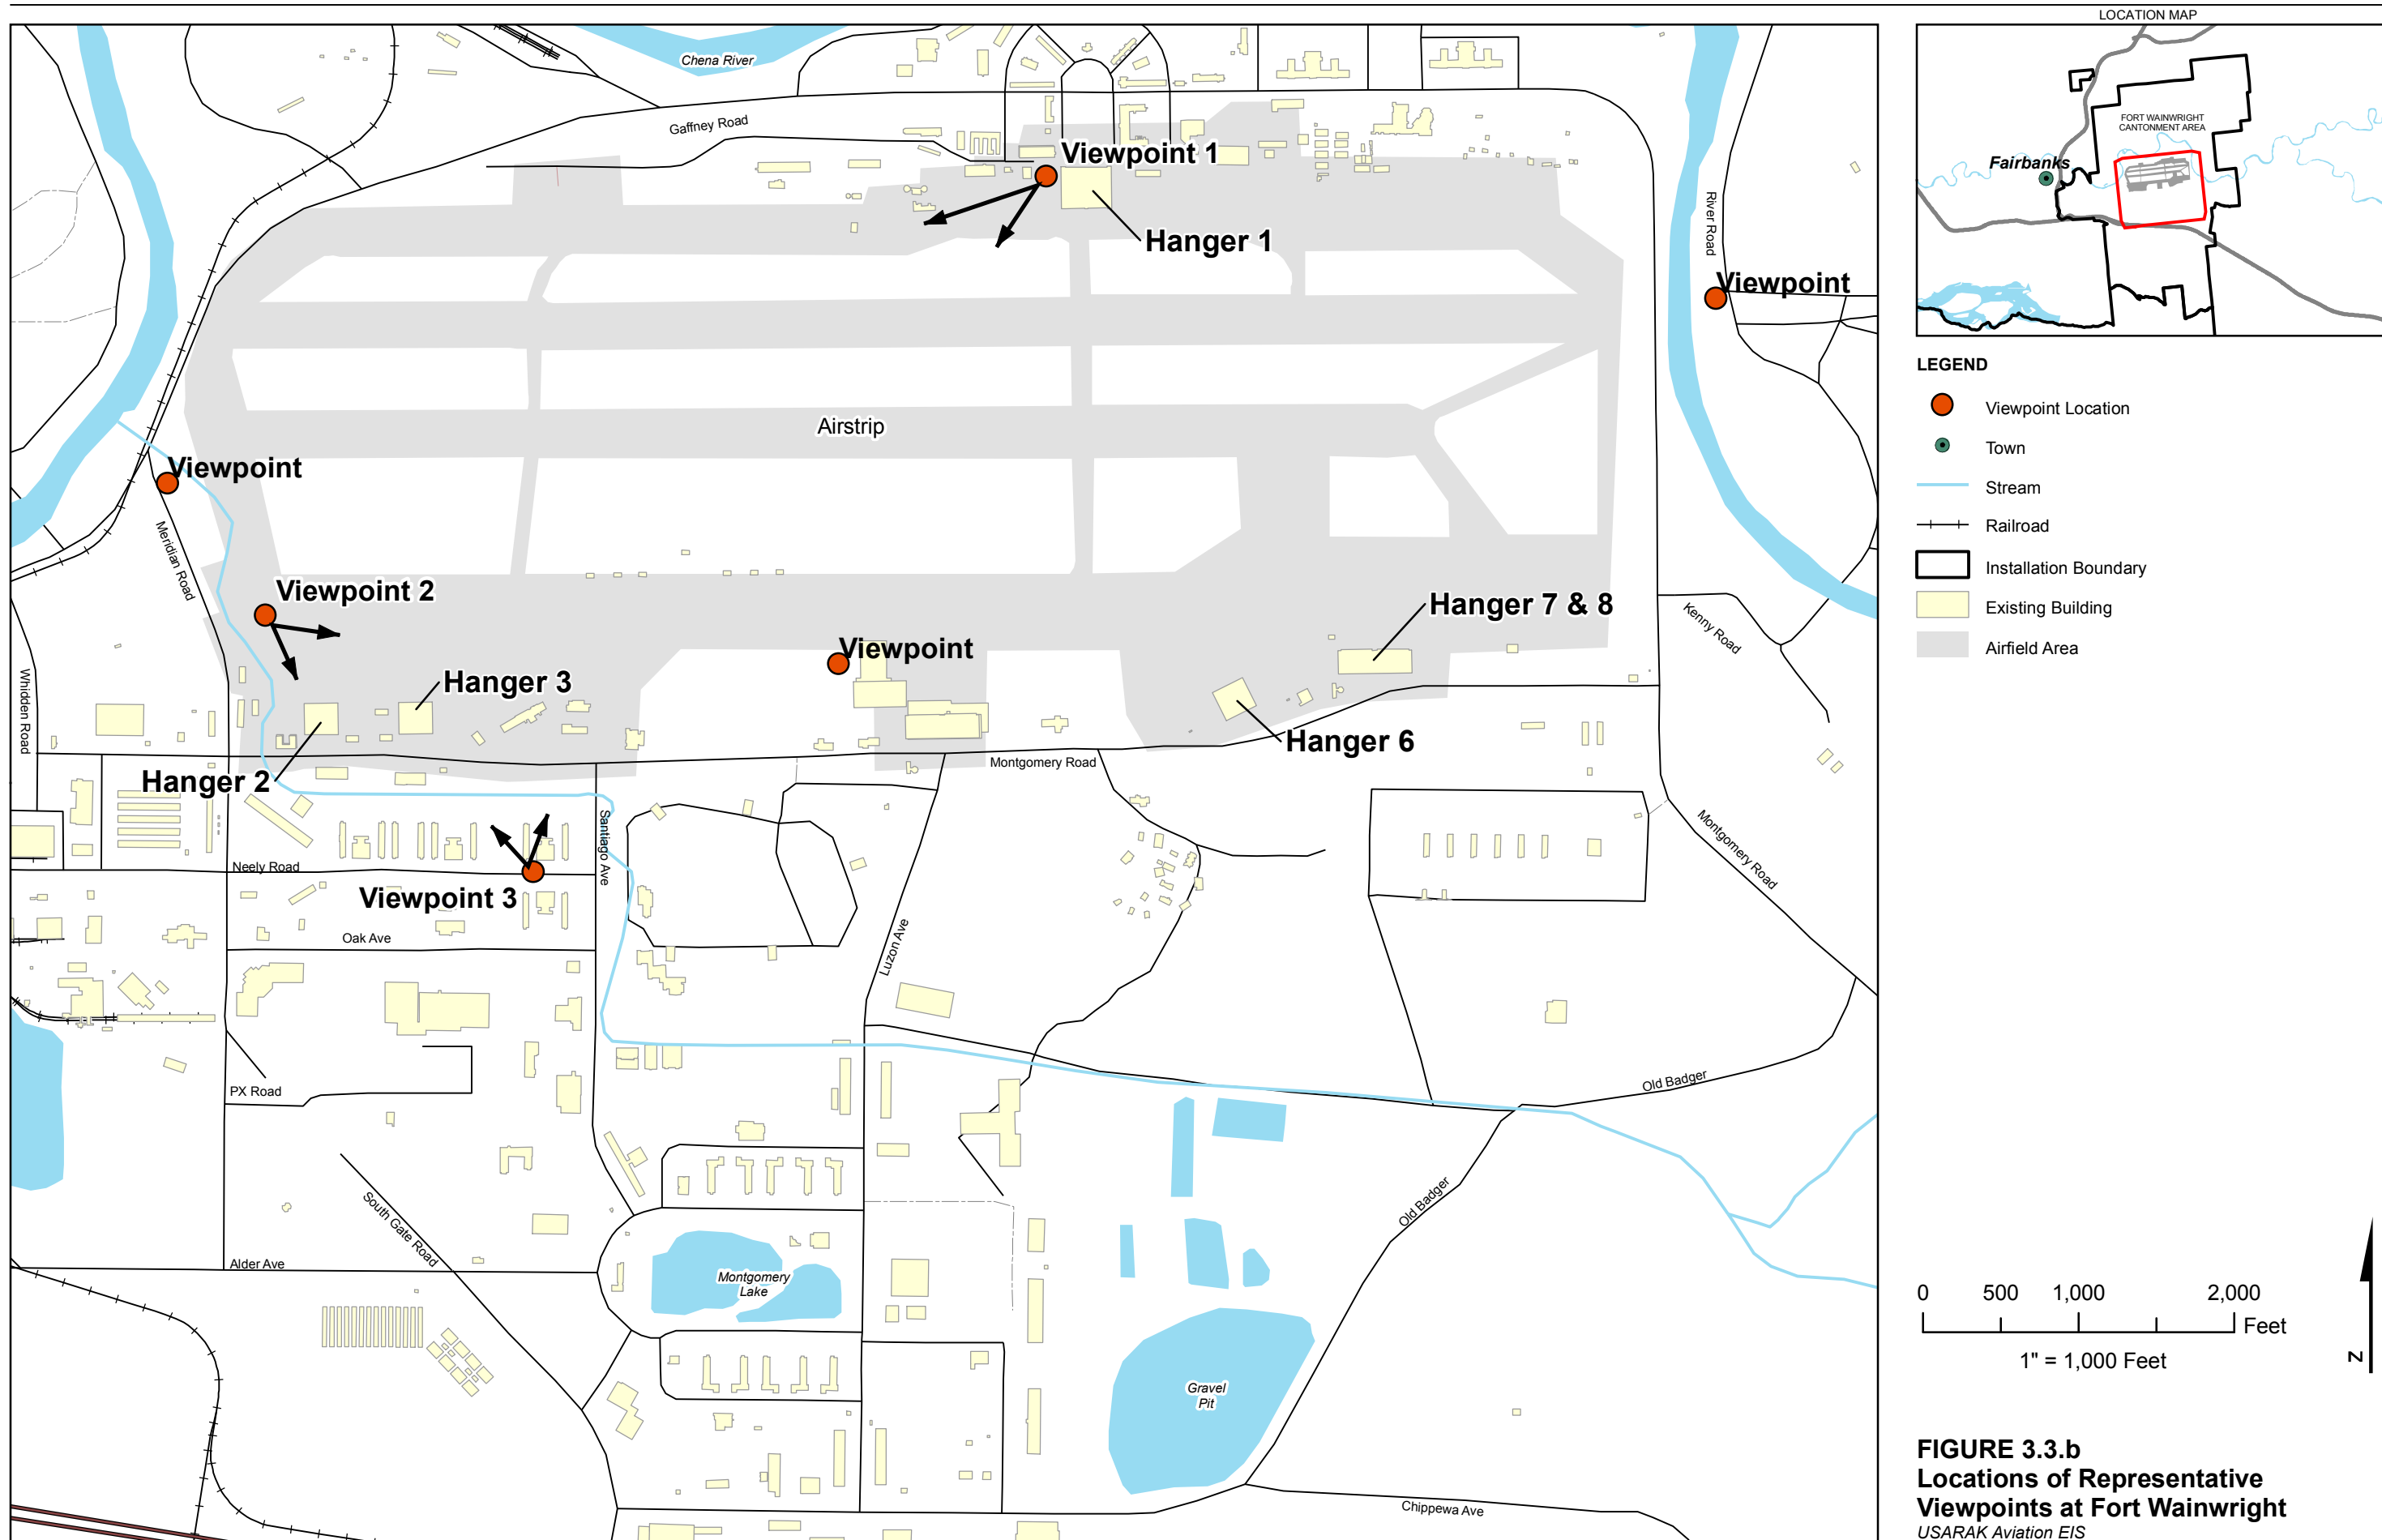 LOCATION MAP
Chena River
Gaffney Road
Viewpoint 1
Hanger 1
River Road
Viewpoint
Airstrip
Viewpoint
Meridian Road
Viewpoint 2
Hanger 7 & 8
Kenny Road
Viewpoint
Hanger 3
Whidden Road
Hanger 6
Montgomery Road
Hanger 2
Santiago Ave
Montgomery Road
Neely Road
Viewpoint 3
Oak Ave
Luzon Ave
PX Road
Old Badger
South Gate Road
Old Badger
Alder Ave
Montgomery
Lake
Gravel
Pit
Chippewa Ave
FORT WAINWRIGHT
CANTONMENT AREA
Fairbanks
LEGEND
Viewpoint Location
Town
Stream
Railroad
Installation Boundary
Existing Building
Airfield Area
0 500 1,000 2,000
Feet
1" = 1,000 Feet
N
FIGURE 3.3.b
Locations of Representative
Viewpoints at Fort Wainwright
USARAK Aviation EIS